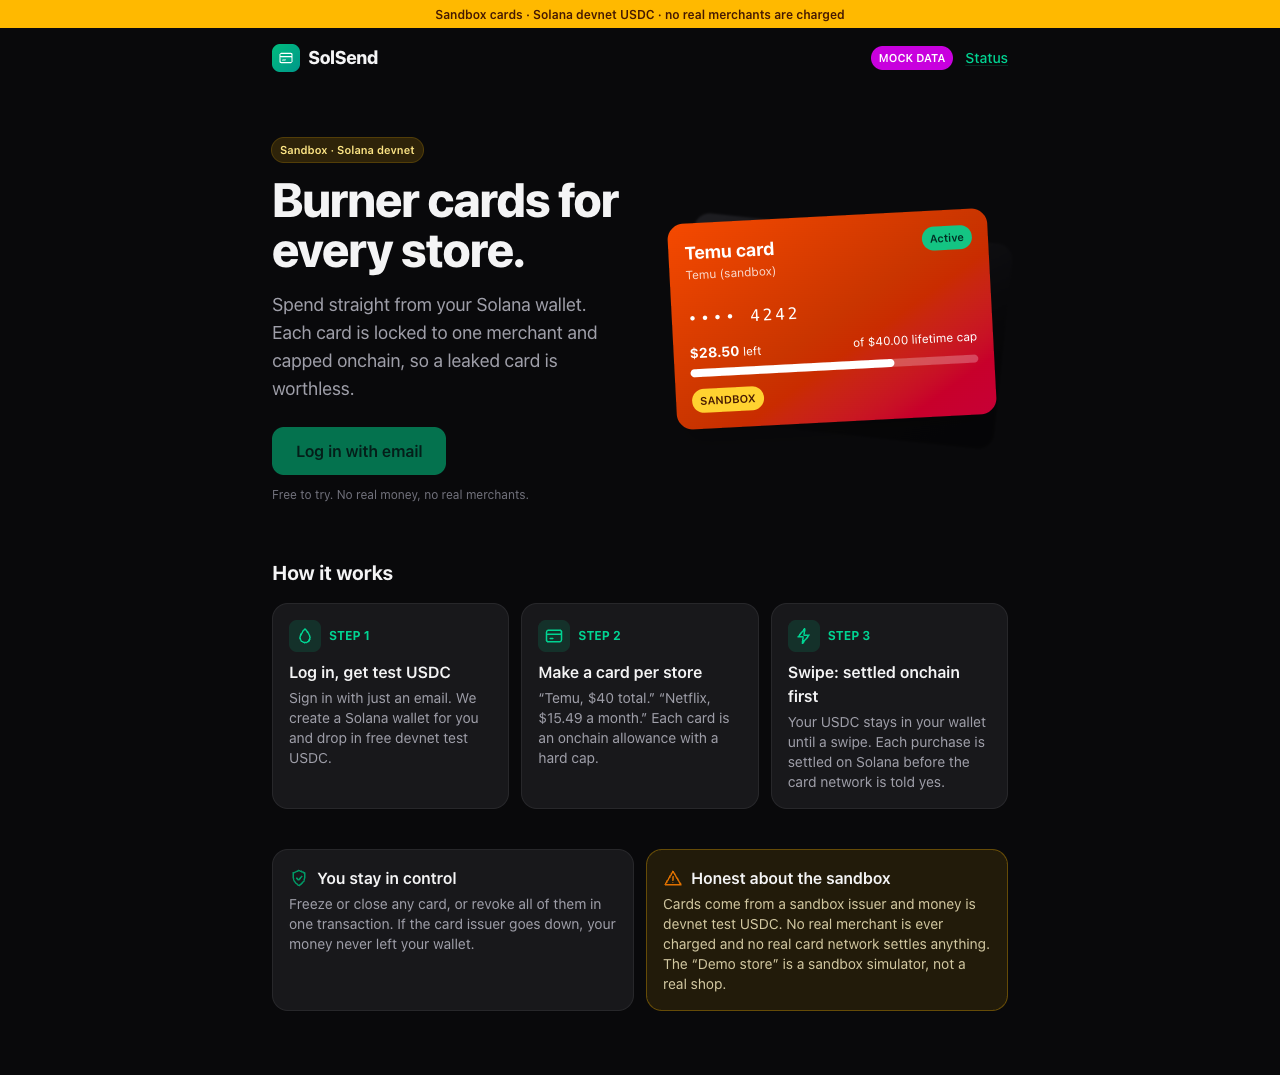 Sandbox cards · Solana devnet USDC · no real merchants are charged
SolSend
MOCK DATA
Status
Sandbox · Solana devnet
Burner cards for
every store.
Spend straight from your Solana wallet.
Each card is locked to one merchant and
capped onchain, so a leaked card is
worthless.
Log in with email
Free to try. No real money, no real merchants.
Temu card
Active
Temu (sandbox)
•••• 4242
$28.50 left
of $40.00 lifetime cap
SANDBOX
How it works
STEP 1
Log in, get test USDC
Sign in with just an email. We
create a Solana wallet for you
and drop in free devnet test
USDC.
STEP 2
Make a card per store
“Temu, $40 total.” “Netflix,
$15.49 a month.” Each card is
an onchain allowance with a
hard cap.
STEP 3
Swipe: settled onchain
first
Your USDC stays in your wallet
until a swipe. Each purchase is
settled on Solana before the
card network is told yes.
You stay in control
Freeze or close any card, or revoke all of them in
one transaction. If the card issuer goes down, your
money never left your wallet.
Honest about the sandbox
Cards come from a sandbox issuer and money is
devnet test USDC. No real merchant is ever
charged and no real card network settles anything.
The “Demo store” is a sandbox simulator, not a
real shop.